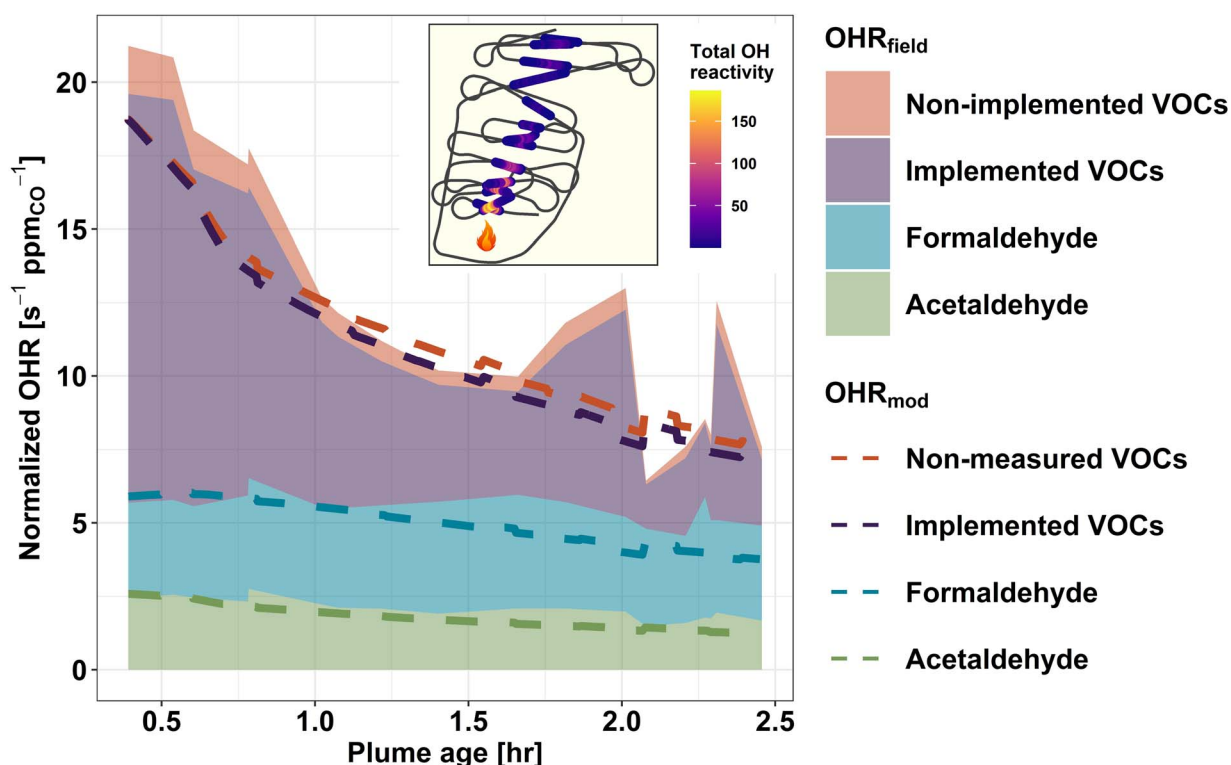 Normalized OHR [s⁻¹ ppm_CO⁻¹]
20
15
10
5
0
0.5
1.0
1.5
2.0
2.5
Plume age [hr]
Total OH
reactivity
150
100
50
OHR_field
Non-implemented VOCs
Implemented VOCs
Formaldehyde
Acetaldehyde
OHR_mod
Non-measured VOCs
Implemented VOCs
Formaldehyde
Acetaldehyde